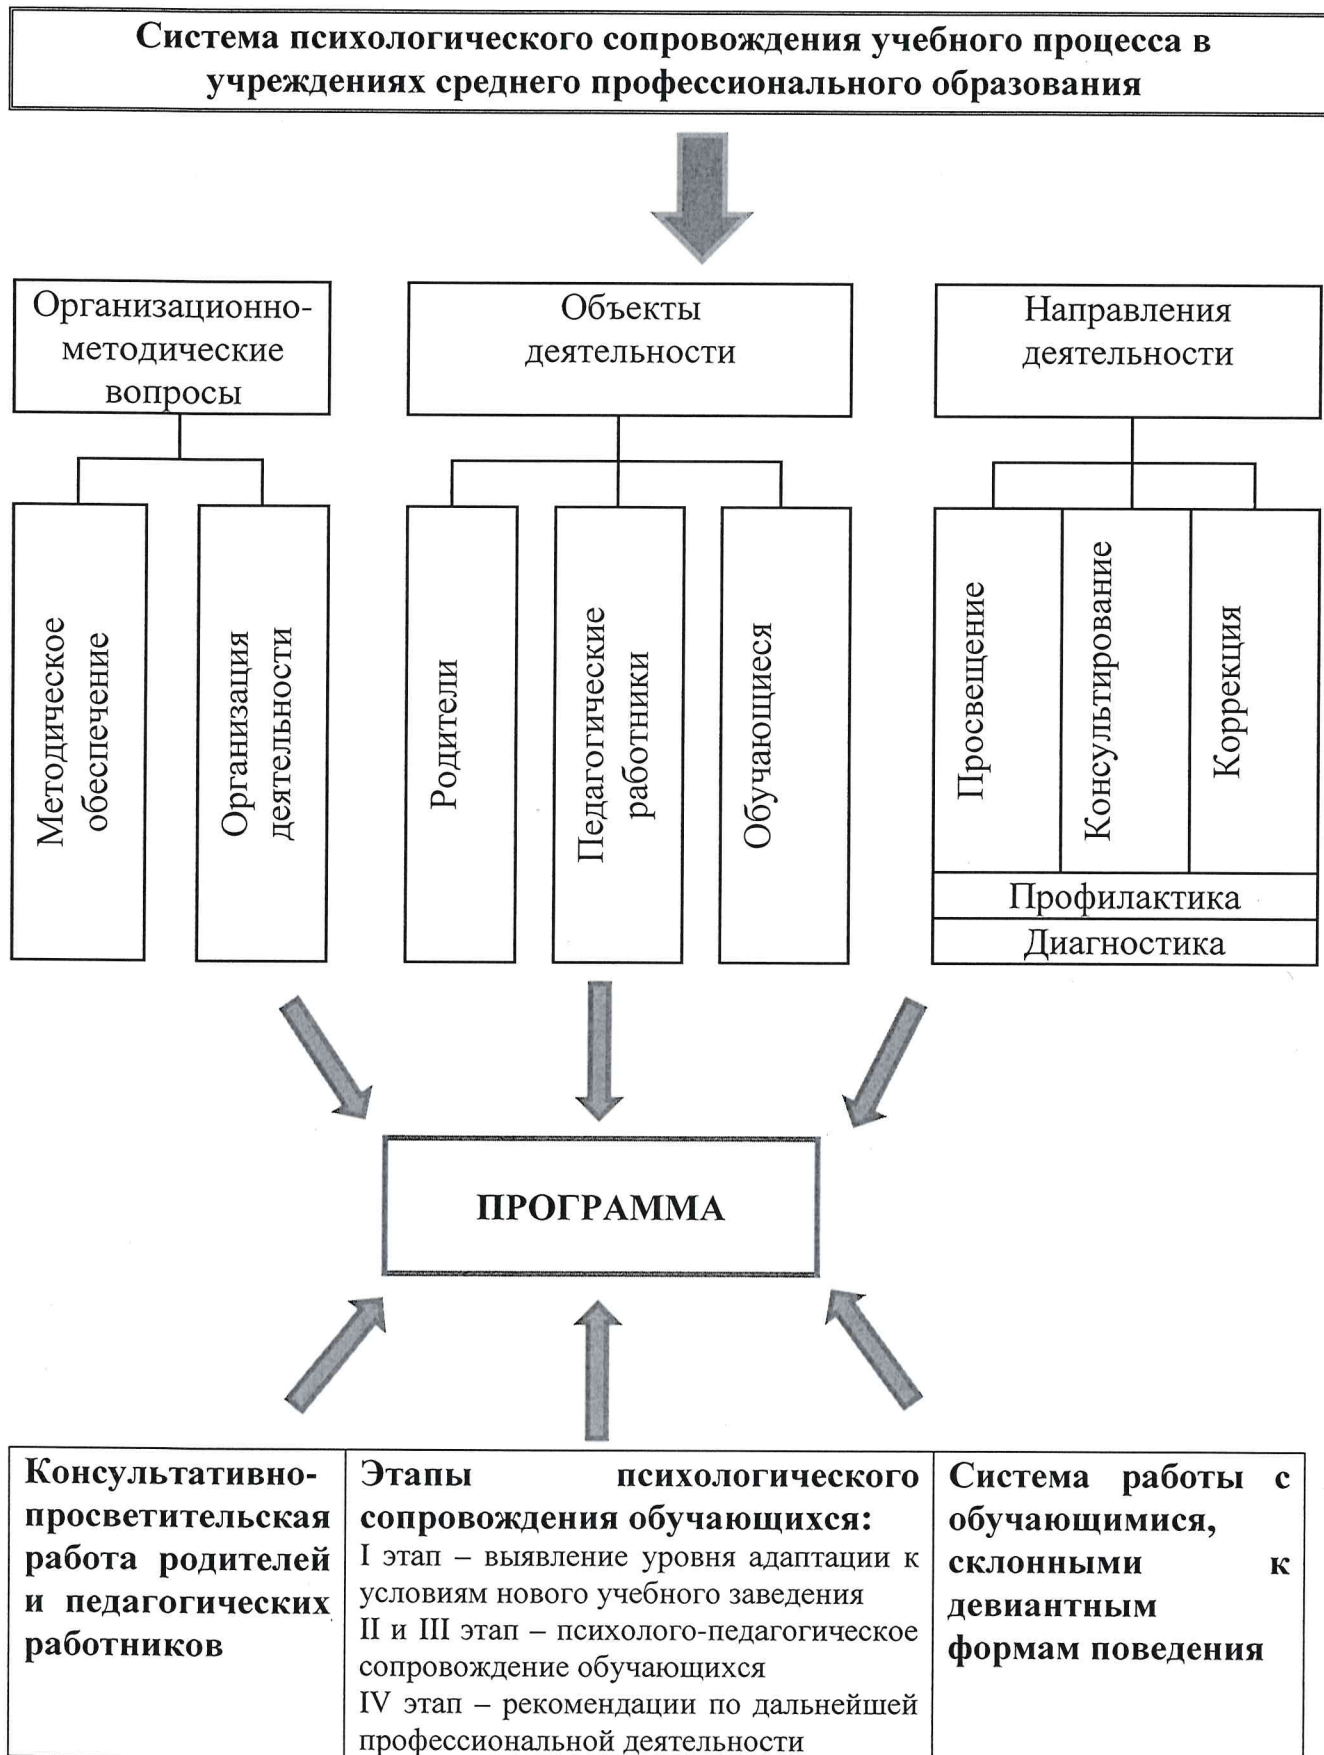 Система психологического сопровождения учебного процесса в
учреждениях среднего профессионального образования
Организационно-
методические
вопросы
Объекты
деятельности
Направления
деятельности
Методическое
обеспечение
Организация
деятельности
Родители
Педагогические
работники
Обучающиеся
Просвещение
Консультирование
Коррекция
Профилактика
Диагностика
ПРОГРАММА
Консультативно-
просветительская
работа родителей
и педагогических
работников
Этапы психологического
сопровождения обучающихся:
I этап – выявление уровня адаптации к
условиям нового учебного заведения
II и III этап – психолого-педагогическое
сопровождение обучающихся
IV этап – рекомендации по дальнейшей
профессиональной деятельности
Система работы с
обучающимися,
склонными к
девиантным
формам поведения